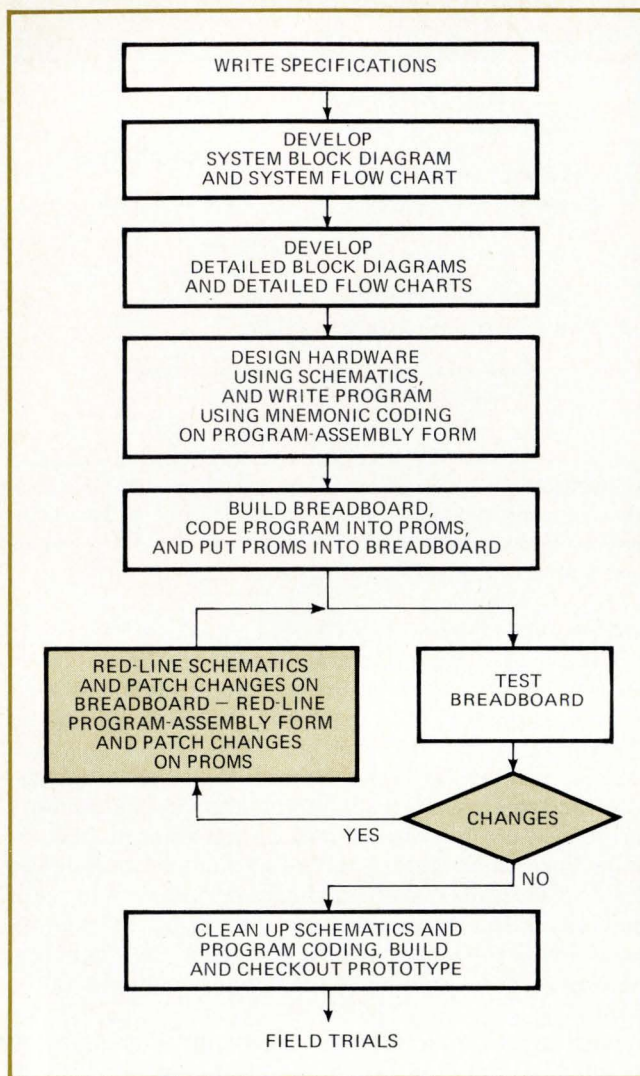 WRITE SPECIFICATIONS
DEVELOP
SYSTEM BLOCK DIAGRAM
AND SYSTEM FLOW CHART
DEVELOP
DETAILED BLOCK DIAGRAMS
AND DETAILED FLOW CHARTS
DESIGN HARDWARE
USING SCHEMATICS,
AND WRITE PROGRAM
USING MNEMONIC CODING
ON PROGRAM-ASSEMBLY FORM
BUILD BREADBOARD,
CODE PROGRAM INTO PROMS,
AND PUT PROMS INTO BREADBOARD
RED-LINE SCHEMATICS
AND PATCH CHANGES ON
BREADBOARD – RED-LINE
PROGRAM-ASSEMBLY FORM
AND PATCH CHANGES
ON PROMS
TEST
BREADBOARD
CHANGES
YES
NO
CLEAN UP SCHEMATICS AND
PROGRAM CODING, BUILD
AND CHECKOUT PROTOTYPE
FIELD TRIALS